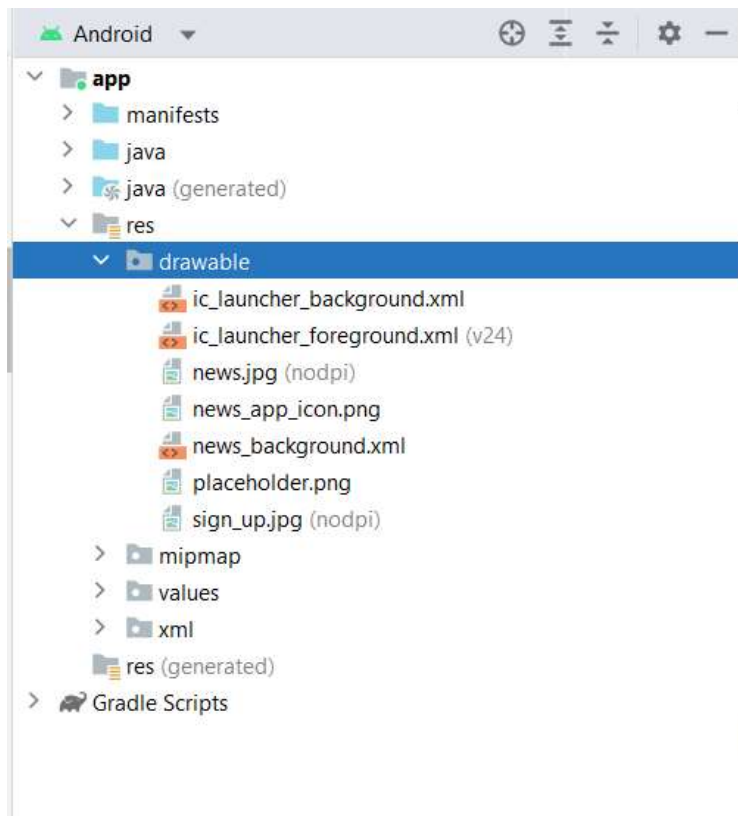 Android
app
manifests
java
java (generated)
res
drawable
ic_launcher_background.xml
ic_launcher_foreground.xml (v24)
news.jpg (nodpi)
news_app_icon.png
news_background.xml
placeholder.png
sign_up.jpg (nodpi)
mipmap
values
xml
res (generated)
Gradle Scripts